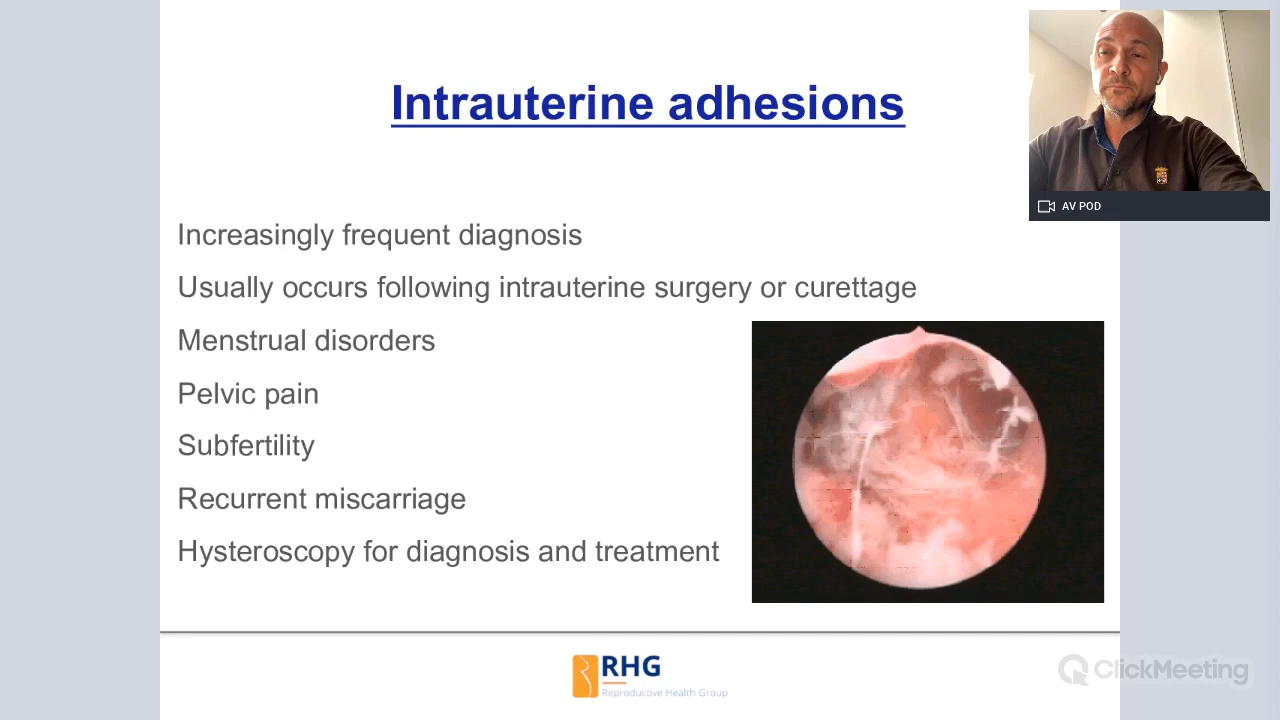 Intrauterine adhesions
AV POD
Increasingly frequent diagnosis
Usually occurs following intrauterine surgery or curettage
Menstrual disorders
Pelvic pain
Subfertility
Recurrent miscarriage
Hysteroscopy for diagnosis and treatment
RHG
Reproductive Health Group
ClickMeeting